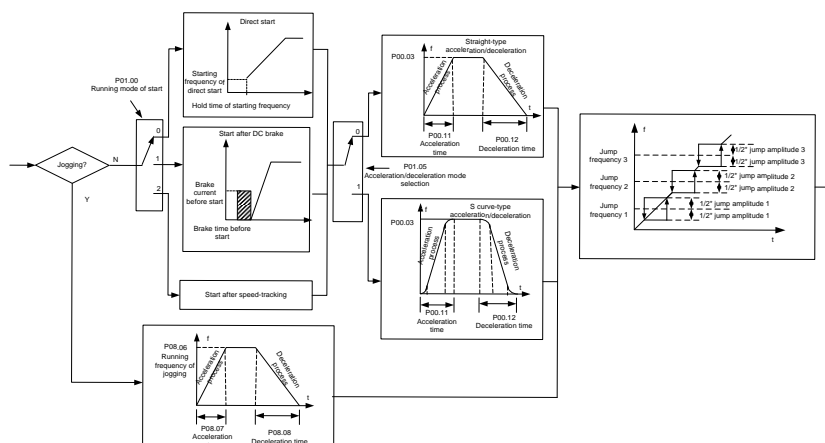 Direct start
Starting
frequency of
direct start
Hold time of starting frequency
P01.00
Running mode of start
0
1
2
Jogging?
N
Y
Start after DC brake
Brake
current
before start
Brake time before
start
Start after speed-tracking
0
1
P01.05
Acceleration/deceleration mode
selection
Straight-type
acceleration/deceleration
P00.03
f
Acceleration
process
Deceleration
process
t
P00.11
Acceleration
time
P00.12
Deceleration time
S curve-type
acceleration/deceleration
P00.03
f
Acceleration
process
Deceleration
process
t
P00.11
Acceleration
time
P00.12
Deceleration time
P08.06
Running
frequency of
jogging
f
Acceleration
process
Deceleration
process
t
P08.07
Acceleration
P08.08
Deceleration time
f
Jump
frequency 3
Jump
frequency 2
Jump
frequency 1
1/2* jump amplitude 3
1/2* jump amplitude 3
1/2* jump amplitude 2
1/2* jump amplitude 2
1/2* jump amplitude 1
1/2* jump amplitude 1
t